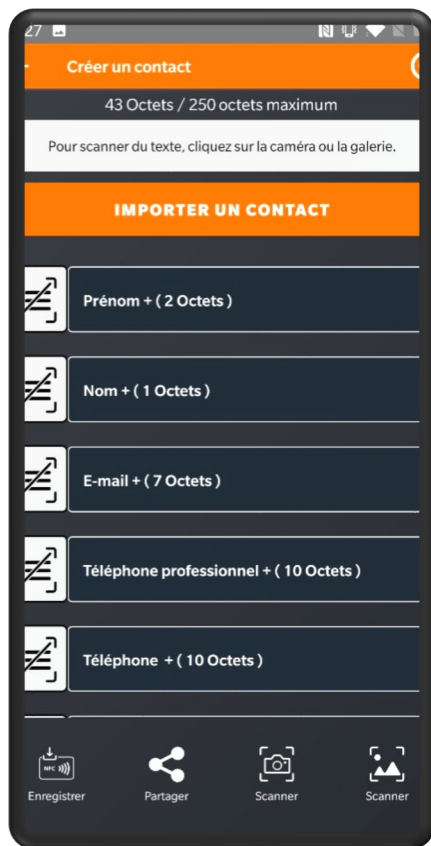 27
Créer un contact
43 Octets / 250 octets maximum
Pour scanner du texte, cliquez sur la caméra ou la galerie.
IMPORTER UN CONTACT
Prénom + ( 2 Octets )
Nom + ( 1 Octets )
E-mail + ( 7 Octets )
Téléphone professionnel + ( 10 Octets )
Téléphone + ( 10 Octets )
NFC
Enregistrer Partager Scanner Scanner